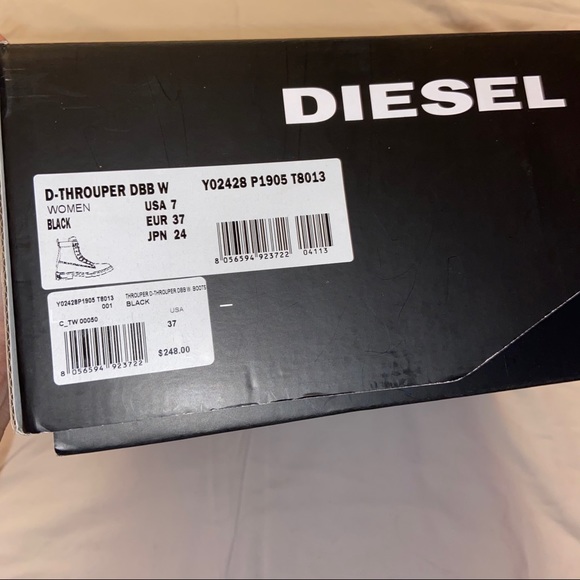 DIESEL
D-THROUPER DBB W Y02428 P1905 T8013
WOMEN USA 7
BLACK EUR 37
JPN 24
8 056594 923722 04113
Y02428P1905 T8013 THROUPER D-THROUPER DBB W BOOTS
001 BLACK
USA
C_TW 00050 37
$248.00
8 056594 923722